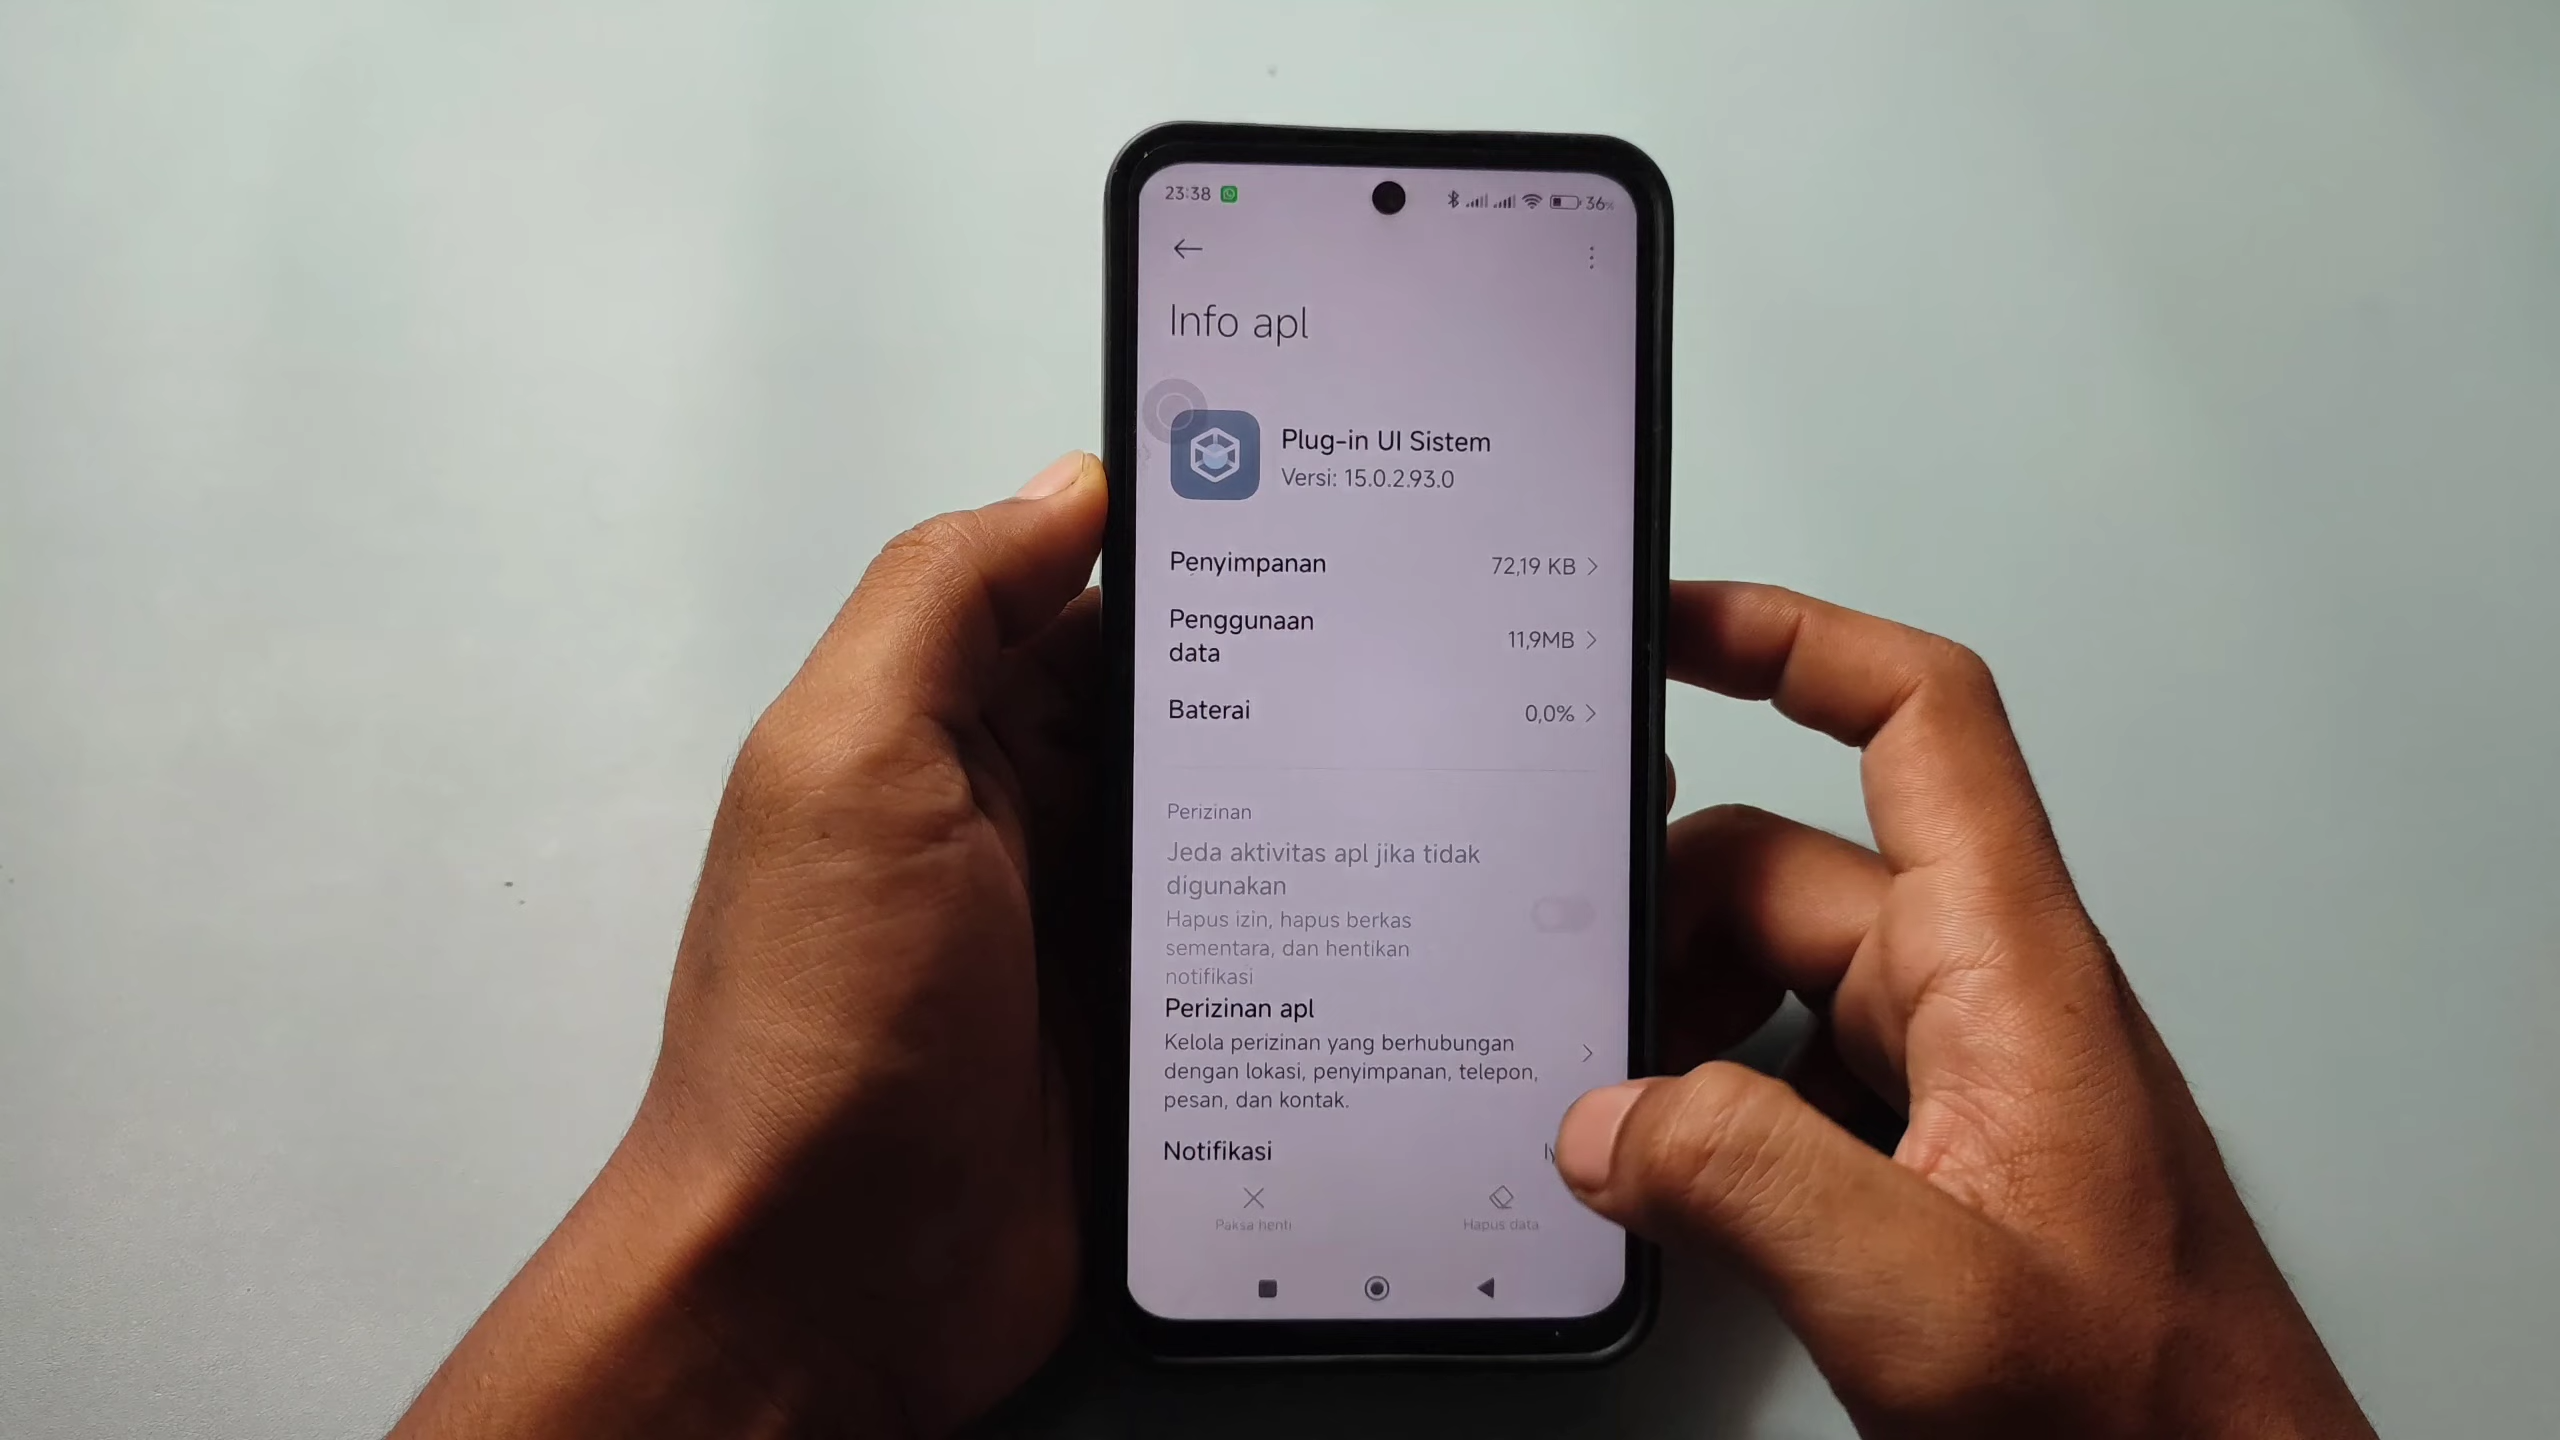 23:38 36%
Info apl
Plug-in UI Sistem
Versi: 15.0.2.93.0
Penyimpanan 72,19 KB
Penggunaan
data 11,9MB
Baterai 0,0%
Perizinan
Jeda aktivitas apl jika tidak
digunakan
Hapus izin, hapus berkas
sementara, dan hentikan
notifikasi
Perizinan apl
Kelola perizinan yang berhubungan
dengan lokasi, penyimpanan, telepon,
pesan, dan kontak.
Notifikasi
Paksa henti Hapus data